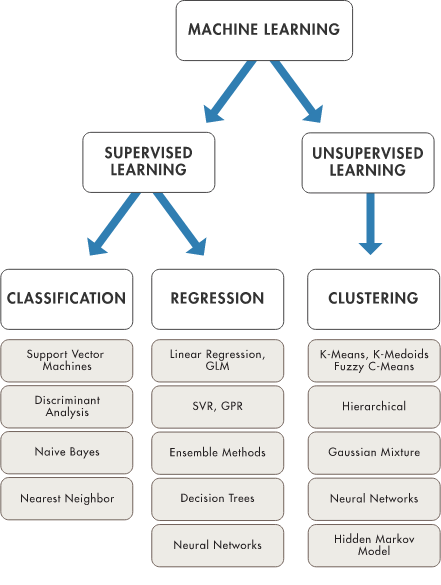 MACHINE LEARNING
SUPERVISED
LEARNING
UNSUPERVISED
LEARNING
CLASSIFICATION
REGRESSION
CLUSTERING
Support Vector
Machines
Discriminant
Analysis
Naive Bayes
Nearest Neighbor
Linear Regression,
GLM
SVR, GPR
Ensemble Methods
Decision Trees
Neural Networks
K-Means, K-Medoids
Fuzzy C-Means
Hierarchical
Gaussian Mixture
Neural Networks
Hidden Markov
Model